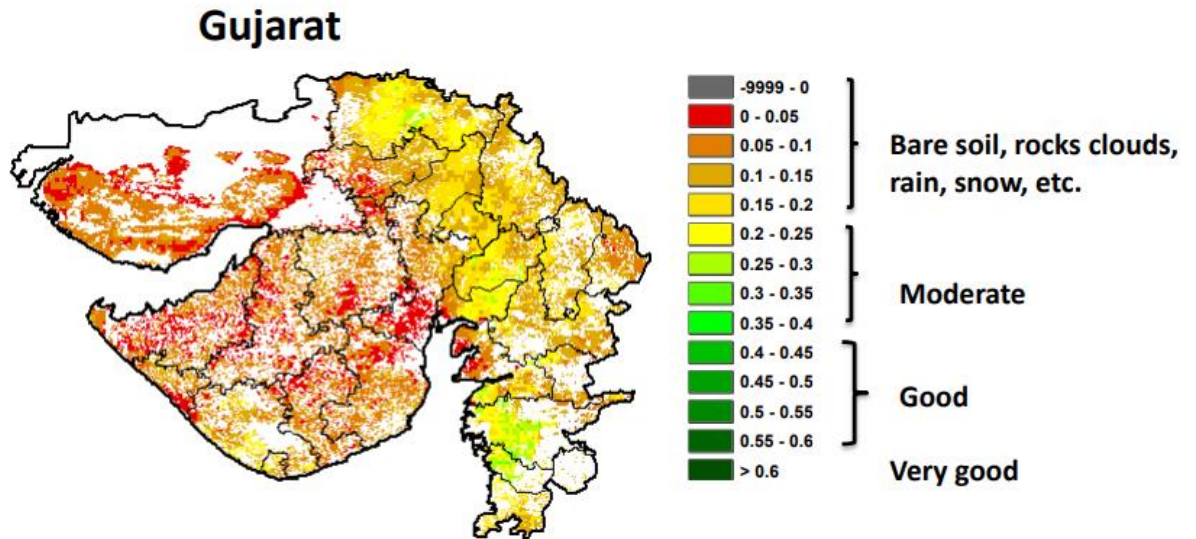 Gujarat
-9999 - 0
0 - 0.05
0.05 - 0.1
0.1 - 0.15
0.15 - 0.2
0.2 - 0.25
0.25 - 0.3
0.3 - 0.35
0.35 - 0.4
0.4 - 0.45
0.45 - 0.5
0.5 - 0.55
0.55 - 0.6
> 0.6
Bare soil, rocks clouds,
rain, snow, etc.
Moderate
Good
Very good